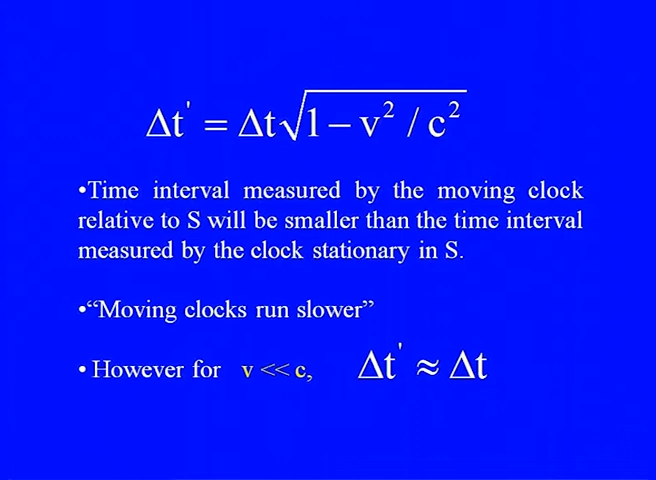 Δt' = Δt√1 – v² / c²
•Time interval measured by the moving clock
relative to S will be smaller than the time interval
measured by the clock stationary in S.
•“Moving clocks run slower”
• However for v << c, Δt' ≈ Δt